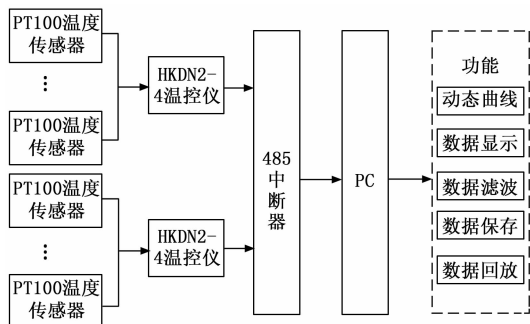 PT100温度
传感器
⋮
PT100温度
传感器
PT100温度
传感器
⋮
PT100温度
传感器
HKDN2-
4温控仪
HKDN2-
4温控仪
485
中
断
器
PC
功能
动态曲线
数据显示
数据滤波
数据保存
数据回放